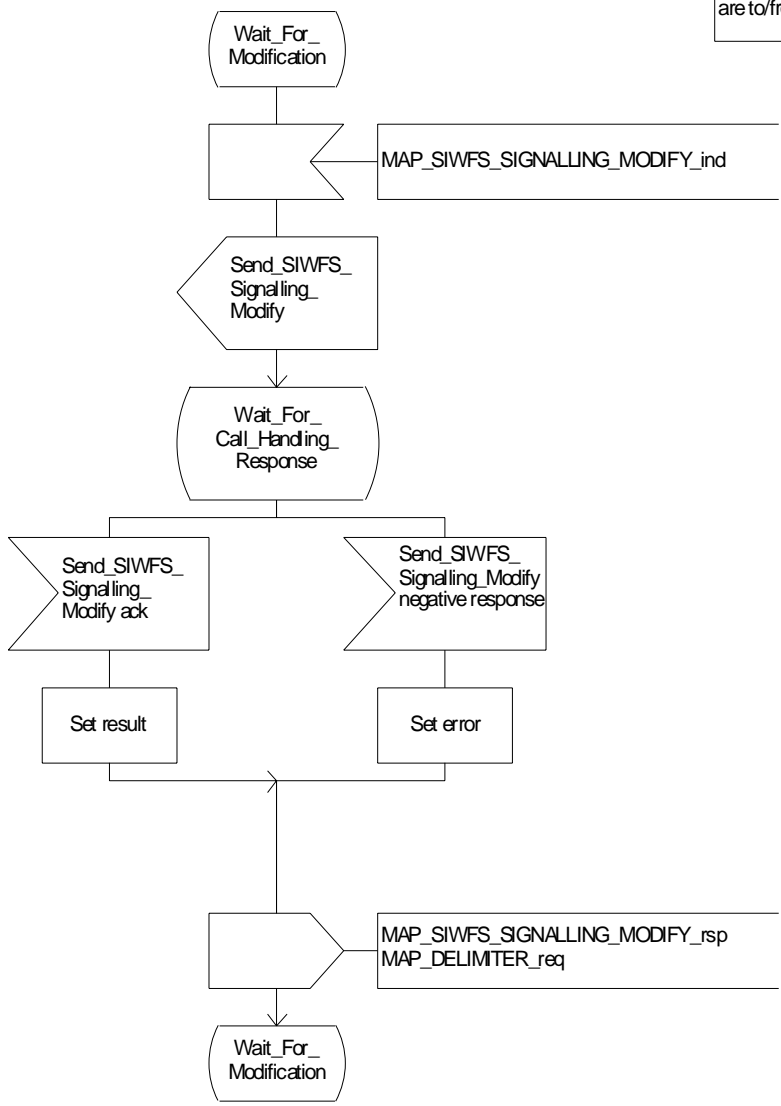 are to/fr
Wait_For_
Modification
MAP_SIWFS_SIGNALLING_MODIFY_ind
Send_SIWFS_
Signalling_
Modify
Wait_For_
Call_Handling_
Response
Send_SIWFS_
Signalling_
Modify ack
Send_SIWFS_
Signalling_Modify
negative response
Set result
Set error
MAP_SIWFS_SIGNALLING_MODIFY_rsp
MAP_DELIMITER_req
Wait_For_
Modification